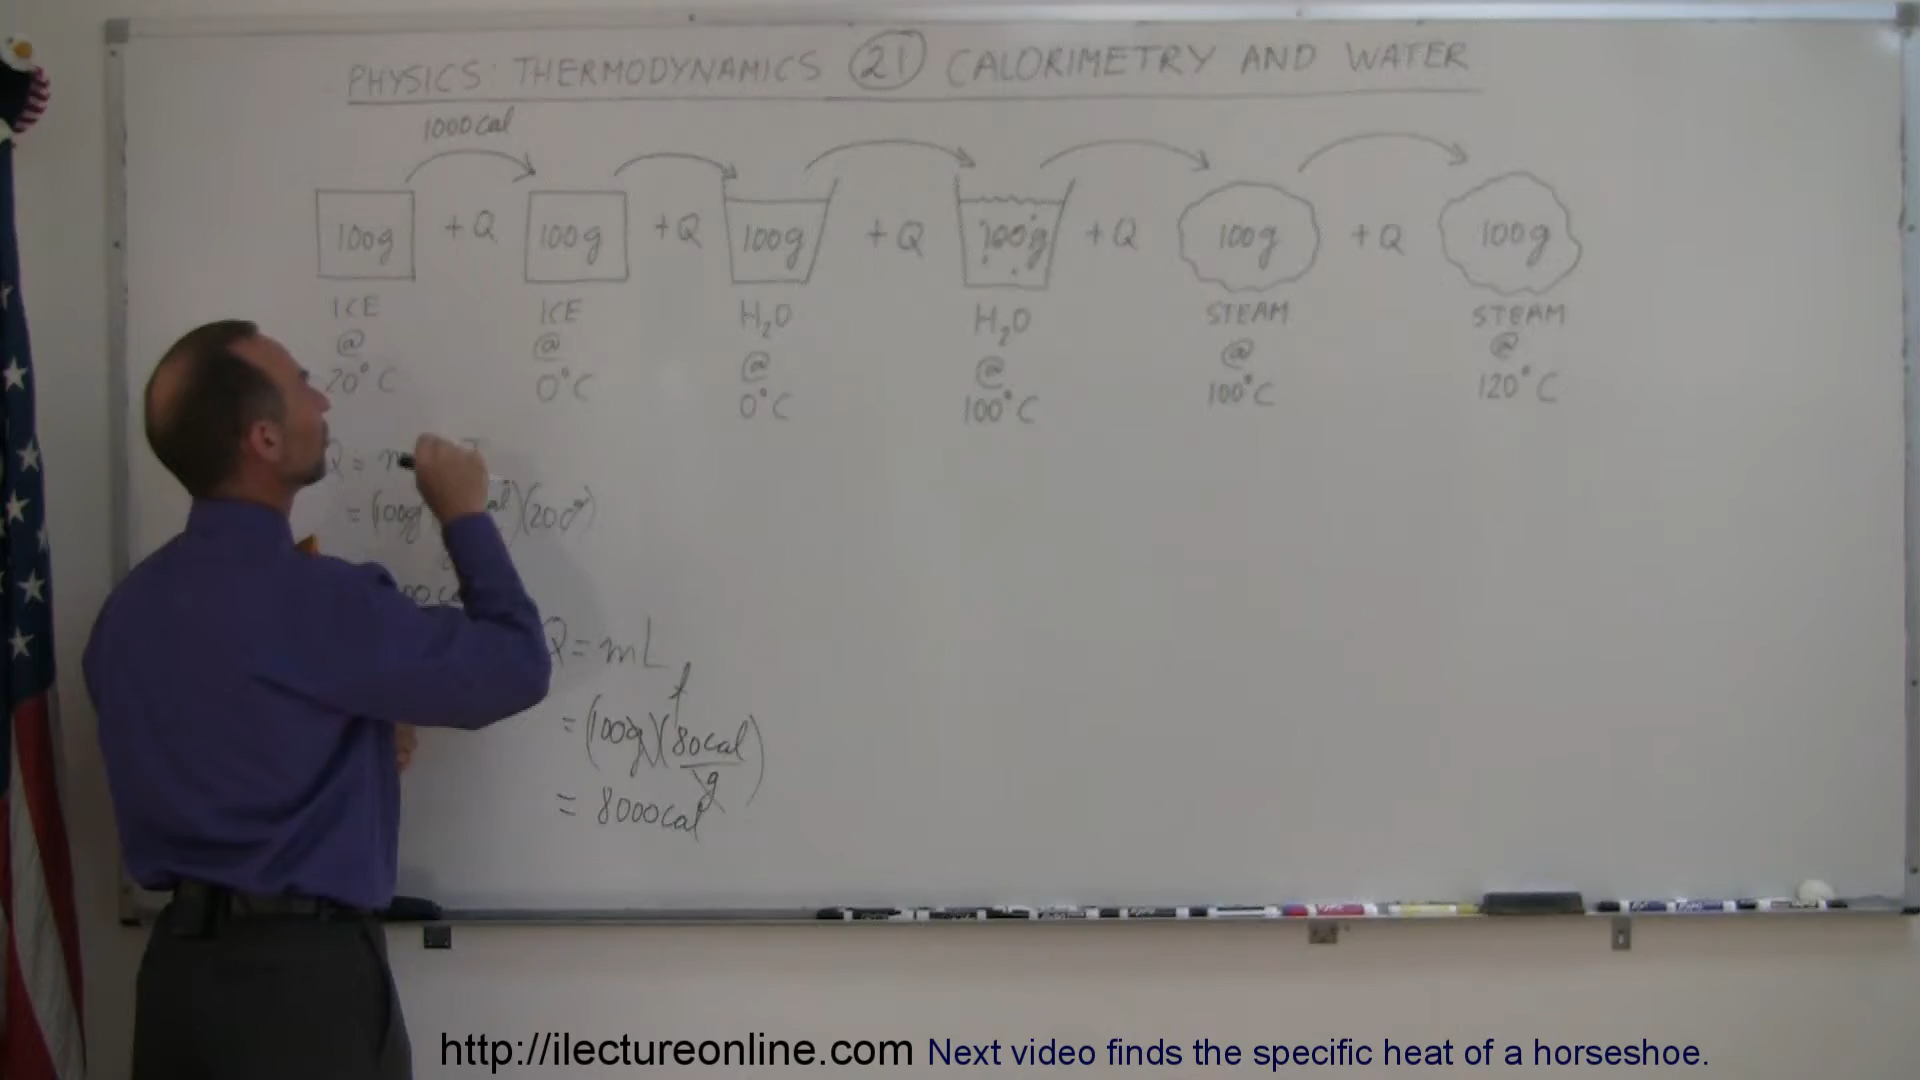 PHYSICS: THERMODYNAMICS 21 CALORIMETRY AND WATER
1000cal
100g + Q 100g + Q 100g + Q 100g + Q 100g + Q 100g
ICE ICE H₂O H₂O STEAM STEAM
@ @ @ @ @ @
20°C 0°C 0°C 100°C 100°C 120°C
Q = m
= (100g (20C°)
Q = mL f
= (100g)(80cal/g)
= 8000cal
http://ilectureonline.com Next video finds the specific heat of a horseshoe.